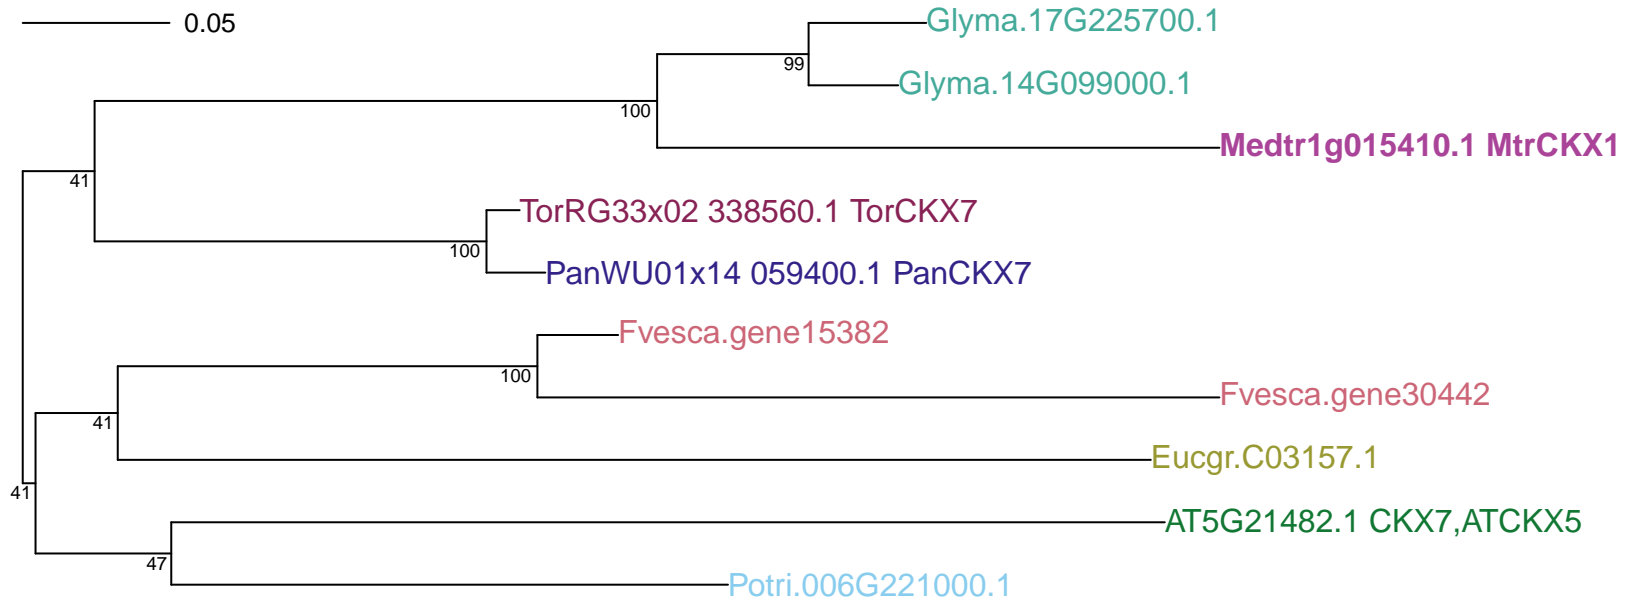 0.05
Glyma.17G225700.1
99
Glyma.14G099000.1
100
Medtr1g015410.1 MtrCKX1
41
TorRG33x02 338560.1 TorCKX7
100
PanWU01x14 059400.1 PanCKX7
Fvesca.gene15382
100
Fvesca.gene30442
41
Eucgr.C03157.1
41
AT5G21482.1 CKX7,ATCKX5
47
Potri.006G221000.1